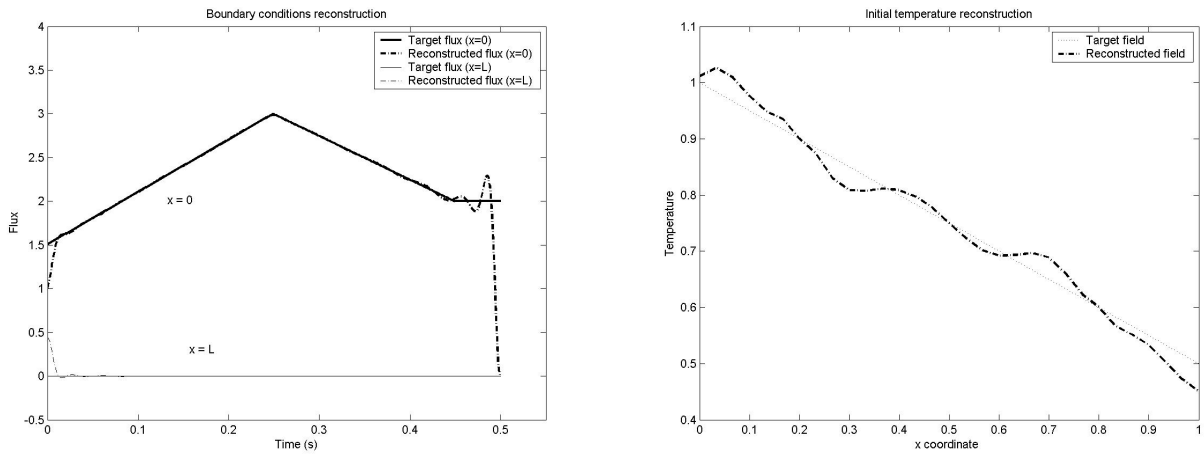 Boundary conditions reconstruction
4
3.5
3
2.5
2
1.5
1
0.5
0
-0.5
Flux
Target flux (x=0)
Reconstructed flux (x=0)
Target flux (x=L)
Reconstructed flux (x=L)
x = 0
x = L
0
0.1
0.2
0.3
0.4
0.5
Time (s)
Initial temperature reconstruction
1.1
1
0.9
0.8
0.7
0.6
0.5
0.4
Temperature
Target field
Reconstructed field
0
0.1
0.2
0.3
0.4
0.5
0.6
0.7
0.8
0.9
1
x coordinate